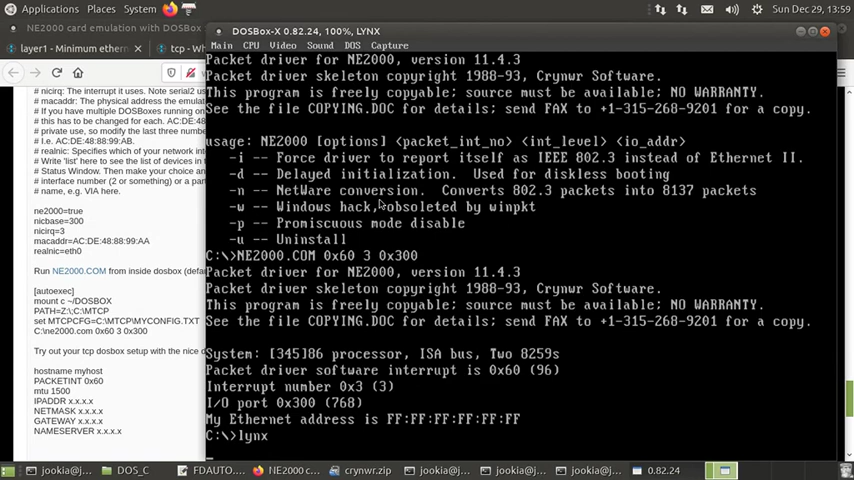 Applications Places System Sun Dec 29, 13:59
NE2000 card emulation with DOSBox
layer1 - Minimum ethern
tcp - Wh
# nicirq: The interrupt it uses. Note serial2 us
# macaddr: The physical address the emulat
# If you have multiple DOSBoxes running on
# this has to be changed for each. AC:DE:48
# private use, so modify the last three numbe
# I.e. AC:DE:48:88:99:AB.
# realnic: Specifies which of your network inte
# Write 'list' here to see the list of devices in t
# Status Window. Then make your choice an
# interface number (2 or something) or a part
# name, e.g. VIA here.
ne2000=true
nicbase=300
nicirq=3
macaddr=AC:DE:48:88:99:AA
realnic=eth0
Run NE2000.COM from inside dosbox (defau
[autoexec]
mount c ~/DOSBOX
PATH=Z:\;C:\MTCP
set MTCPCFG=C:\MTCP\MYCONFIG.TXT
C:\ne2000.com 0x60 3 0x300
Try out your tcp dosbox setup with the nice d
hostname myhost
PACKETINT 0x60
mtu 1500
IPADDR x.x.x.x
NETMASK x.x.x.x
GATEWAY x.x.x.x
NAMESERVER x.x.x.x
DOSBox-X 0.82.24, 100%, LYNX
Main CPU Video Sound DOS Capture
Packet driver for NE2000, version 11.4.3
Packet driver skeleton copyright 1988-93, Crynwr Software.
This program is freely copyable; source must be available; NO WARRANTY.
See the file COPYING.DOC for details; send FAX to +1-315-268-9201 for a copy.
usage: NE2000 [options] <packet_int_no> <int_level> <io_addr>
-i -- Force driver to report itself as IEEE 802.3 instead of Ethernet II.
-d -- Delayed initialization. Used for diskless booting
-n -- NetWare conversion. Converts 802.3 packets into 8137 packets
-w -- Windows hack, obsoleted by winpkt
-p -- Promiscuous mode disable
-u -- Uninstall
C:\>NE2000.COM 0x60 3 0x300
Packet driver for NE2000, version 11.4.3
Packet driver skeleton copyright 1988-93, Crynwr Software.
This program is freely copyable; source must be available; NO WARRANTY.
See the file COPYING.DOC for details; send FAX to +1-315-268-9201 for a copy.
System: [345]86 processor, ISA bus, Two 8259s
Packet driver software interrupt is 0x60 (96)
Interrupt number 0x3 (3)
I/O port 0x300 (768)
My Ethernet address is FF:FF:FF:FF:FF:FF
C:\>lynx
jookia@j... DOS_C FDAUTO.... NE2000 c... crynwr.zip jookia@j... jookia@j... jookia@j... 0.82.24